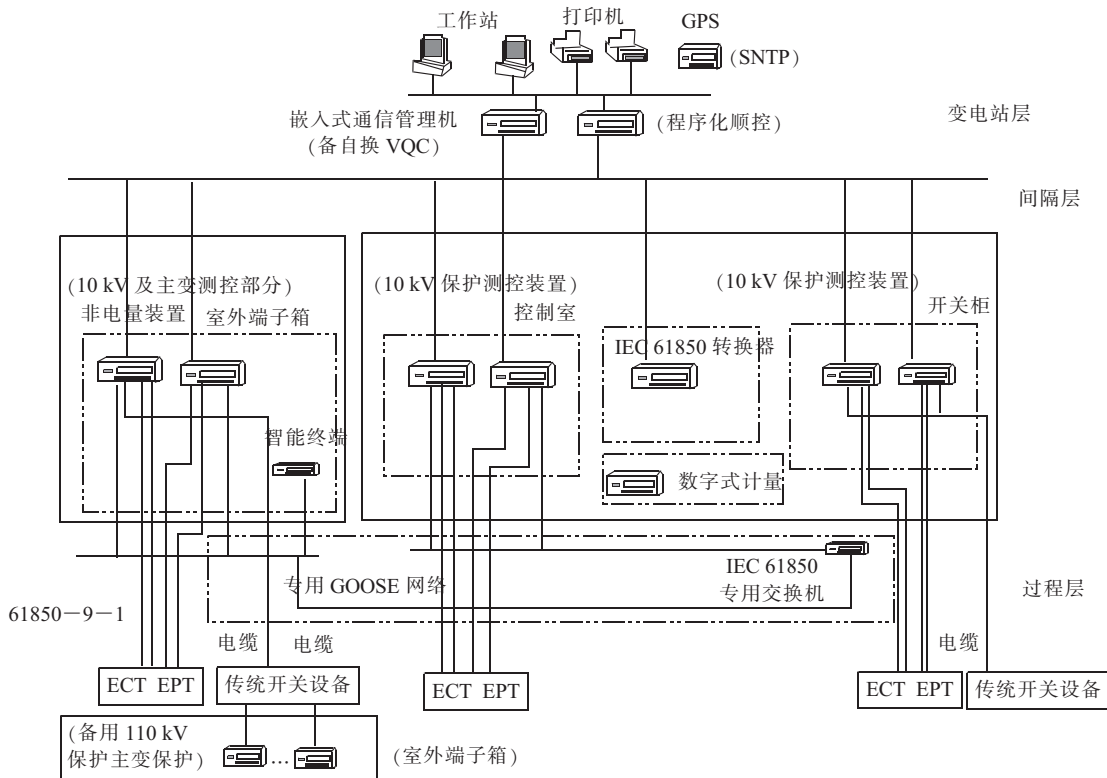 工作站
打印机
GPS
(SNTP)
嵌入式通信管理机
(备自换 VQC)
(程序化顺控)
变电站层
间隔层
(10 kV 及主变测控部分)
非电量装置
室外端子箱
(10 kV 保护测控装置)
控制室
(10 kV 保护测控装置)
开关柜
IEC 61850 转换器
智能终端
数字式计量
专用 GOOSE 网络
IEC 61850
专用交换机
过程层
61850－9－1
电缆
电缆
电缆
ECT EPT
传统开关设备
ECT EPT
ECT EPT
传统开关设备
(备用 110 kV
保护主变保护)
…
(室外端子箱)